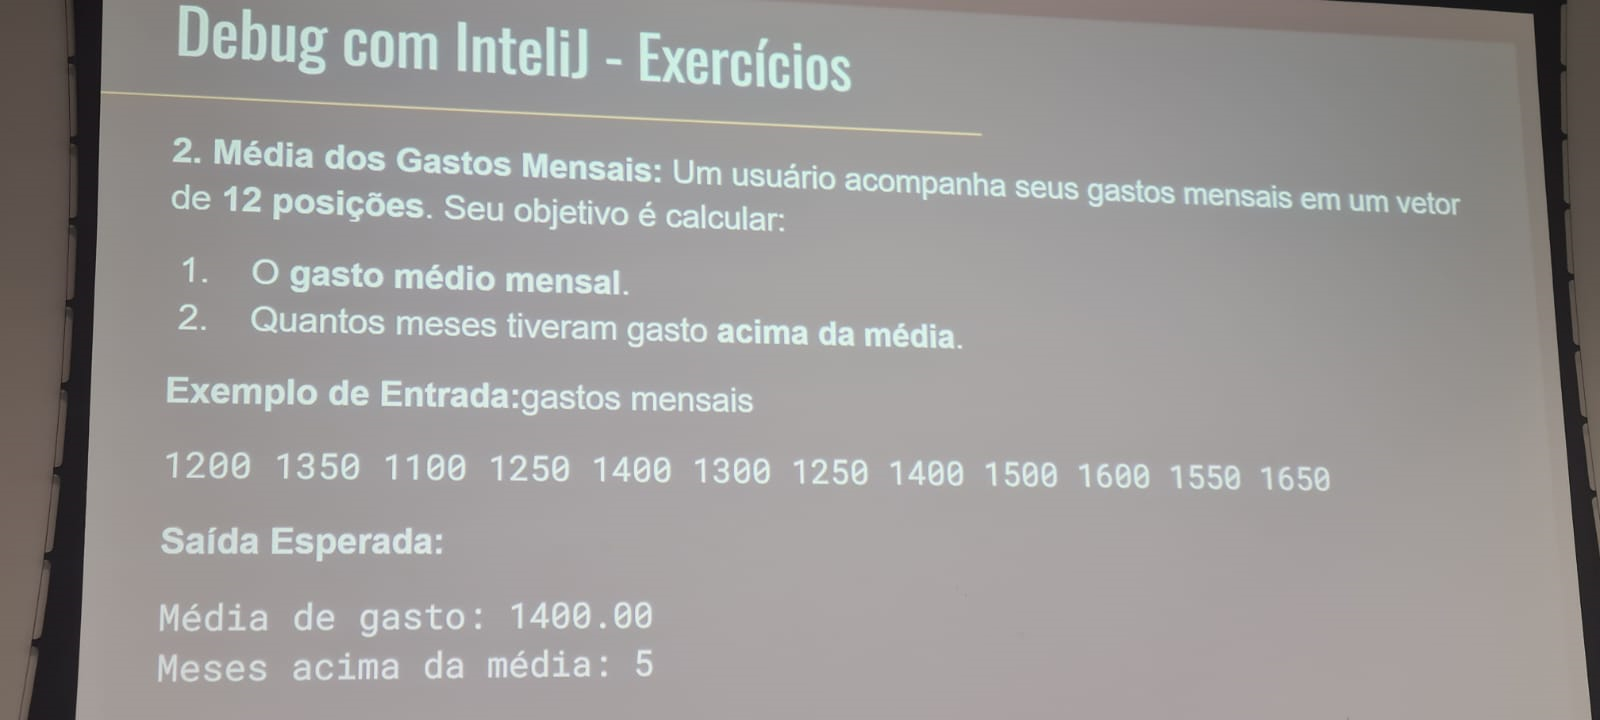 Debug com InteliJ - Exercícios
2. Média dos Gastos Mensais: Um usuário acompanha seus gastos mensais em um vetor
de 12 posições. Seu objetivo é calcular:
1. O gasto médio mensal.
2. Quantos meses tiveram gasto acima da média.
Exemplo de Entrada:gastos mensais
1200 1350 1100 1250 1400 1300 1250 1400 1500 1600 1550 1650
Saída Esperada:
Média de gasto: 1400.00
Meses acima da média: 5